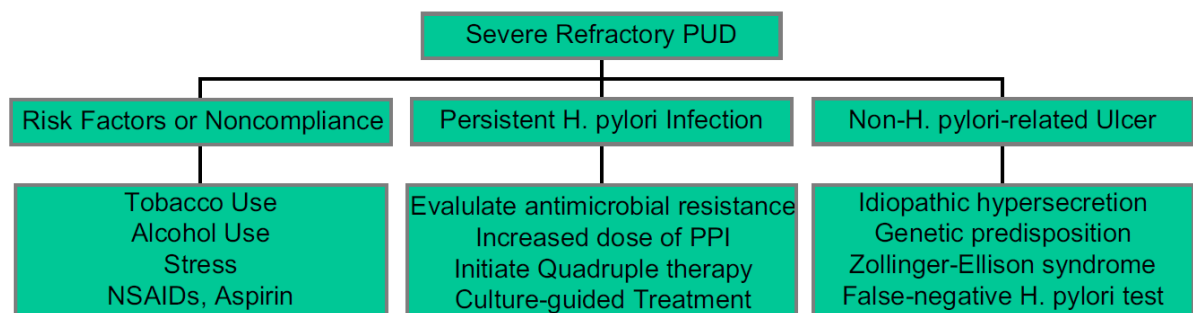 Severe Refractory PUD
Risk Factors or Noncompliance
Persistent H. pylori Infection
Non-H. pylori-related Ulcer
Tobacco Use
Alcohol Use
Stress
NSAIDs, Aspirin
Evalulate antimicrobial resistance
Increased dose of PPI
Initiate Quadruple therapy
Culture-guided Treatment
Idiopathic hypersecretion
Genetic predisposition
Zollinger-Ellison syndrome
False-negative H. pylori test